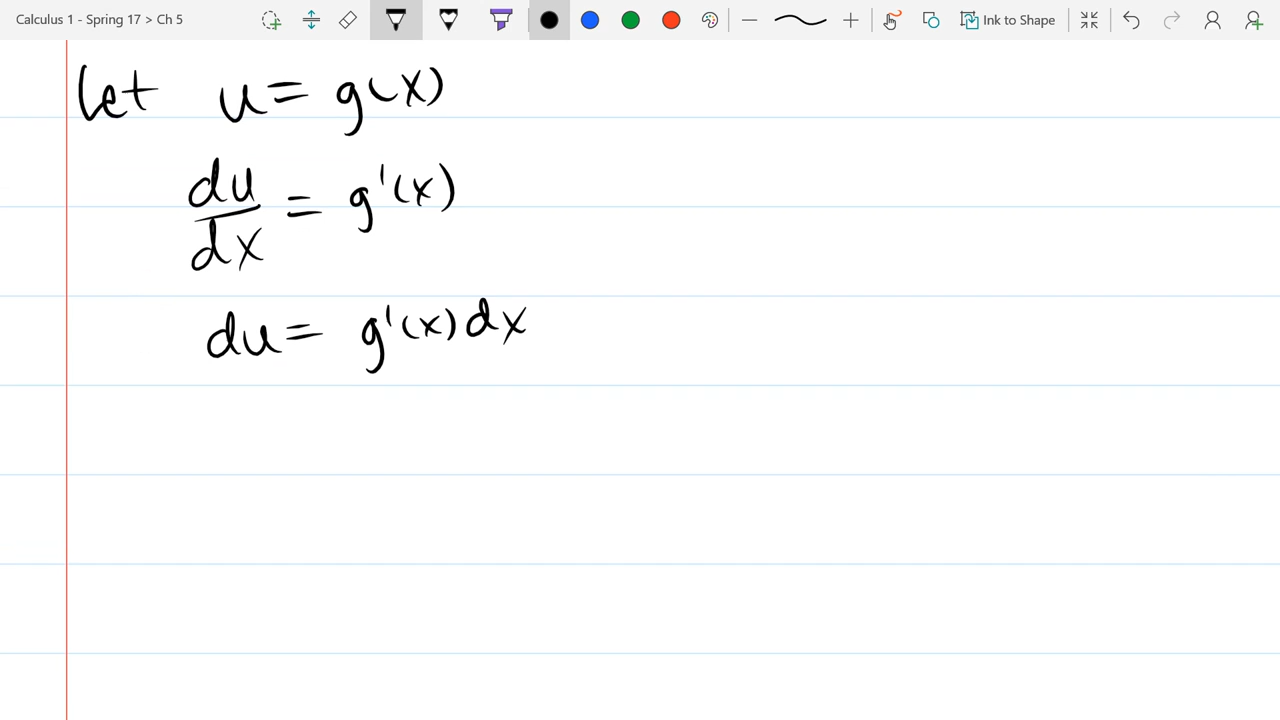 Calculus 1 - Spring 17 > Ch 5 Ink to Shape
Let u = g(x)
du/dx = g'(x)
du = g'(x)dx